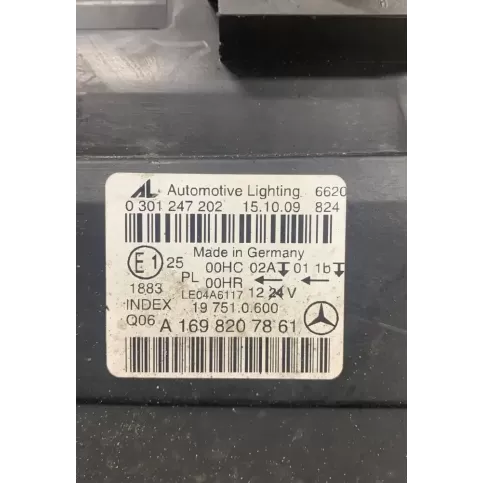 AL Automotive Lighting 6620
0 301 247 202 15.10.09 824
Made in Germany
E1 25 00HC 02A 01 1b
PL 00HR
1883 LE04A6117 12 24 V
INDEX 19 751.0.600
Q06 A 169 820 78 61